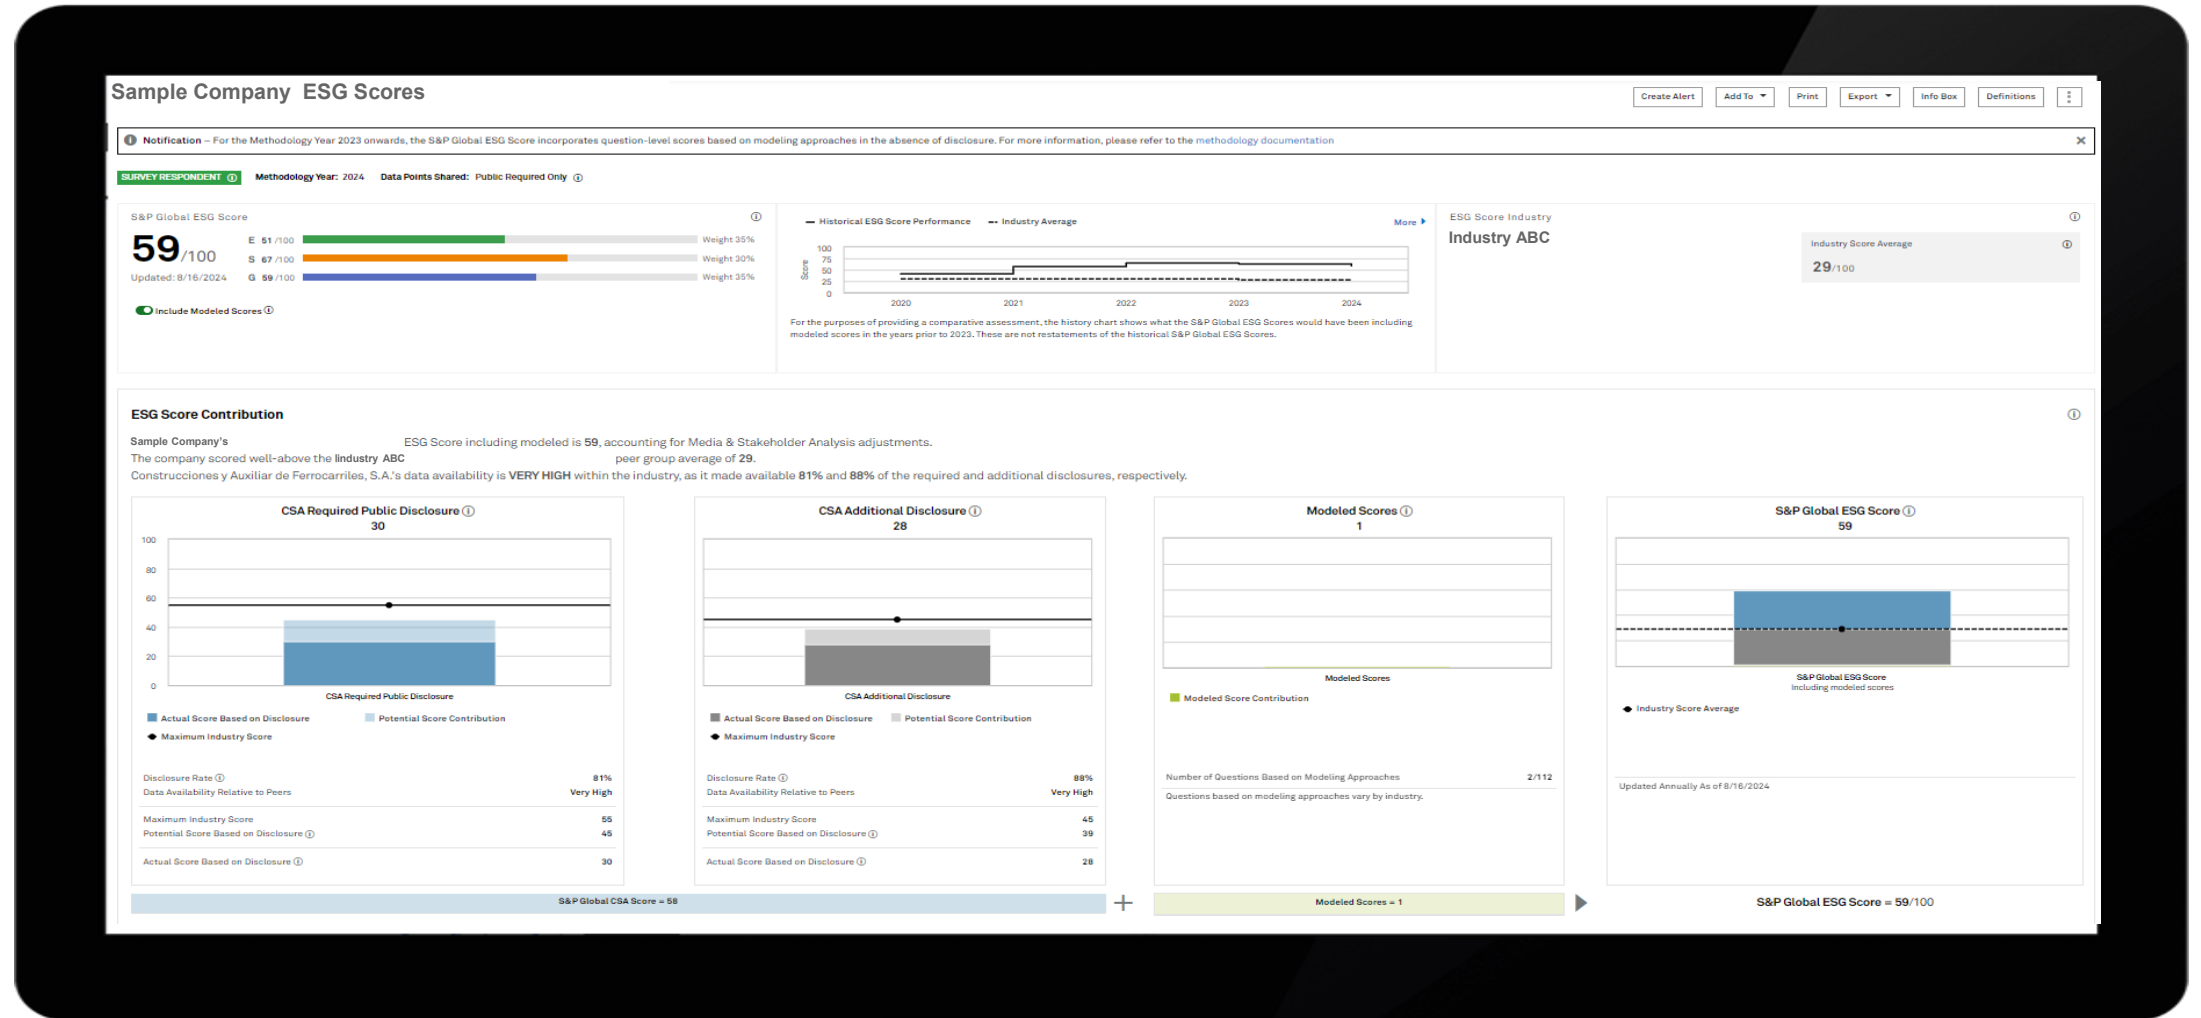 Sample Company ESG Scores
Create Alert
Add To
Print
Export
Info Box
Definitions
Notification – For the Methodology Year 2023 onwards, the S&P Global ESG Score incorporates question-level scores based on modeling approaches in the absence of disclosure. For more information, please refer to the methodology documentation
SURVEY RESPONDENT
Methodology Year: 2024
Data Points Shared: Public Required Only
S&P Global ESG Score
59/100
Updated: 8/16/2024
E 51/100 Weight 35%
S 67/100 Weight 30%
G 59/100 Weight 35%
Include Modeled Scores
Historical ESG Score Performance
Industry Average
More
Score
100
75
50
25
0
2020
2021
2022
2023
2024
For the purposes of providing a comparative assessment, the history chart shows what the S&P Global ESG Scores would have been including
modeled scores in the years prior to 2023. These are not restatements of the historical S&P Global ESG Scores.
ESG Score Industry
Industry ABC
Industry Score Average
29/100
ESG Score Contribution
Sample Company's ESG Score including modeled is 59, accounting for Media & Stakeholder Analysis adjustments.
The company scored well-above the Iindustry ABC peer group average of 29.
Construcciones y Auxiliar de Ferrocarriles, S.A.'s data availability is VERY HIGH within the industry, as it made available 81% and 88% of the required and additional disclosures, respectively.
CSA Required Public Disclosure
30
100
80
60
40
20
0
CSA Required Public Disclosure
Actual Score Based on Disclosure
Potential Score Contribution
Maximum Industry Score
Disclosure Rate 81%
Data Availability Relative to Peers Very High
Maximum Industry Score 55
Potential Score Based on Disclosure 45
Actual Score Based on Disclosure 30
CSA Additional Disclosure
28
CSA Additional Disclosure
Actual Score Based on Disclosure
Potential Score Contribution
Maximum Industry Score
Disclosure Rate 88%
Data Availability Relative to Peers Very High
Maximum Industry Score 45
Potential Score Based on Disclosure 39
Actual Score Based on Disclosure 28
Modeled Scores
1
Modeled Scores
Modeled Score Contribution
Number of Questions Based on Modeling Approaches 2/112
Questions based on modeling approaches vary by industry.
S&P Global ESG Score
59
S&P Global ESG Score
Including modeled scores
Industry Score Average
Updated Annually As of 8/16/2024
S&P Global CSA Score = 58
+
Modeled Scores = 1
S&P Global ESG Score = 59/100